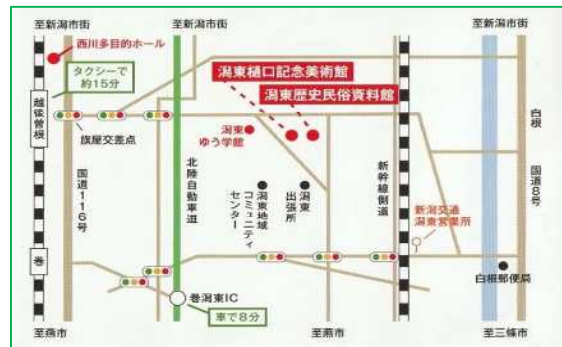 至新潟市街
至新潟市街
至新潟市街
西川多目的ホール
タクシーで
約15分
潟東樋口記念美術館
潟東歴史民俗資料館
越後曽根
旗屋交差点
潟東
ゆう学館
白根
国道116号
北陸自動車道
潟東地域
コミュニティ
センター
潟東
出張所
新幹線側道
国道8号
新潟交通
潟東営業所
巻
白根郵便局
巻潟東IC
車で8分
至燕市
至燕市
至三條市